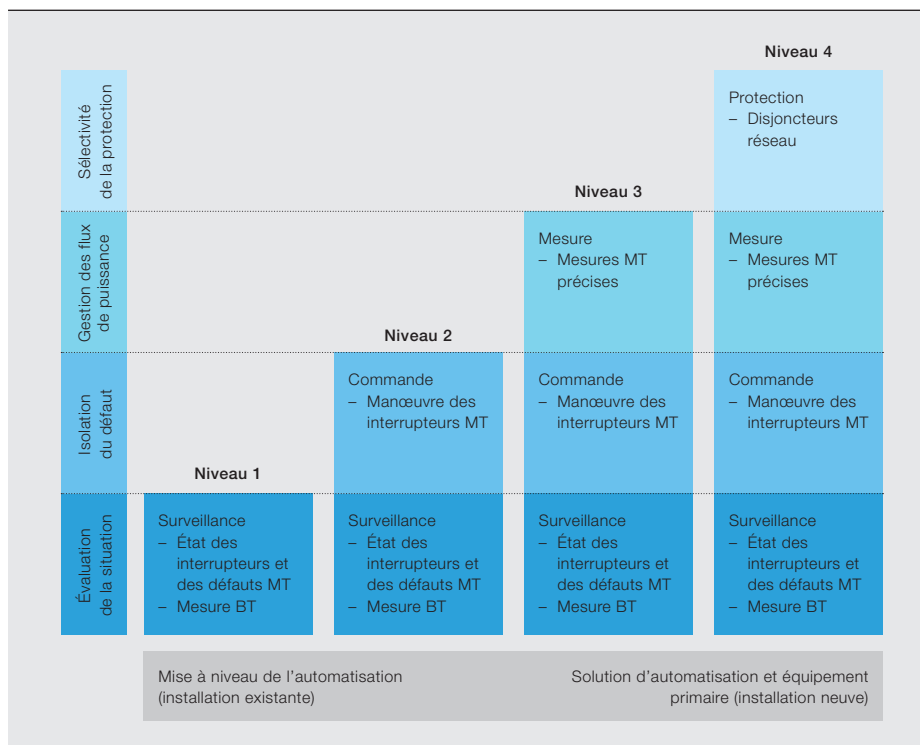 Niveau 4
Sélectivité
de la protection
Protection
– Disjoncteurs
réseau
Niveau 3
Gestion des flux
de puissance
Mesure
– Mesures MT
précises
Mesure
– Mesures MT
précises
Niveau 2
Isolation
du défaut
Commande
– Manœuvre des
interrupteurs MT
Commande
– Manœuvre des
interrupteurs MT
Commande
– Manœuvre des
interrupteurs MT
Niveau 1
Évaluation
de la situation
Surveillance
– État des
interrupteurs et
des défauts MT
– Mesure BT
Surveillance
– État des
interrupteurs et
des défauts MT
– Mesure BT
Surveillance
– État des
interrupteurs et
des défauts MT
– Mesure BT
Surveillance
– État des
interrupteurs et
des défauts MT
– Mesure BT
Mise à niveau de l’automatisation
(installation existante)
Solution d’automatisation et équipement
primaire (installation neuve)